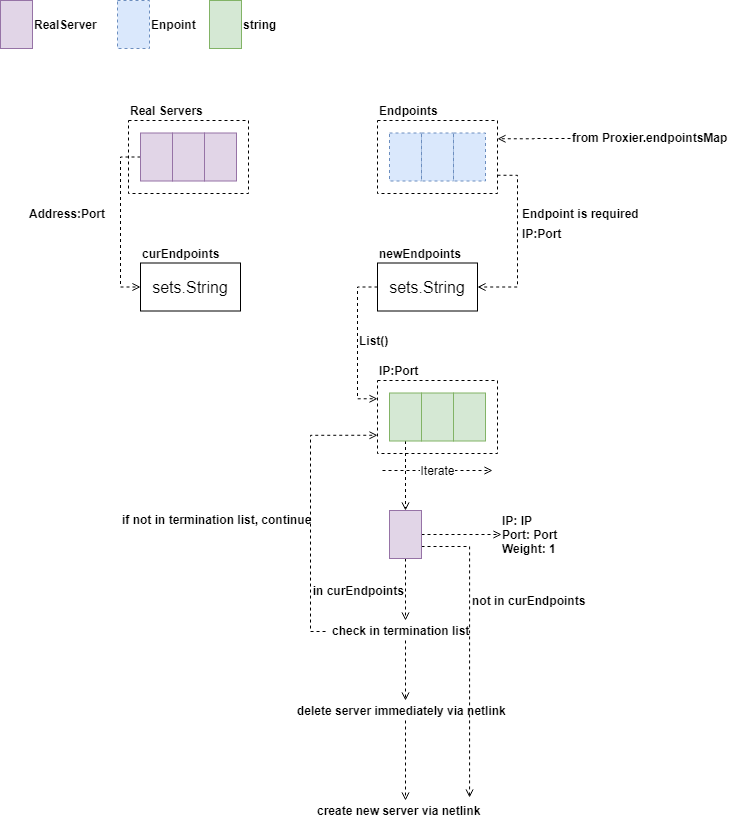 RealServer
Enpoint
string
Real Servers
Endpoints
from Proxier.endpointsMap
Address:Port
Endpoint is required
IP:Port
curEndpoints
newEndpoints
sets.String
sets.String
List()
IP:Port
Iterate
if not in termination list, continue
IP: IP
Port: Port
Weight: 1
in curEndpoints
not in curEndpoints
check in termination list
delete server immediately via netlink
create new server via netlink